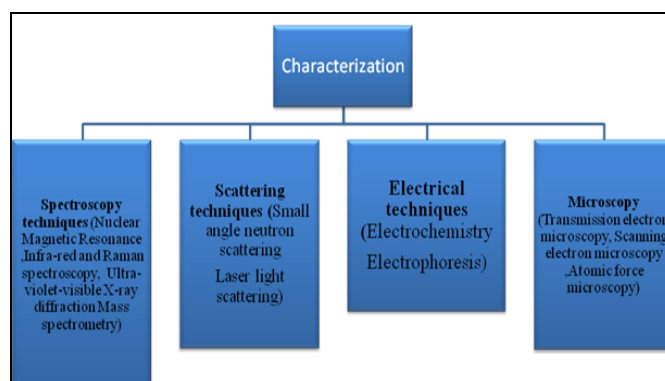 Characterization
Spectroscopy
techniques (Nuclear
Magnetic Resonance
,Infra-red and Raman
spectroscopy, Ultra-
violet-visible X-ray
diffraction Mass
spectrometry)
Scattering
techniques (Small
angle neutron
scattering
Laser light
scattering)
Electrical
techniques
(Electrochemistry
Electrophoresis)
Microscopy
(Transmission electron
microscopy, Scanning
electron microscopy
,Atomic force
microscopy)